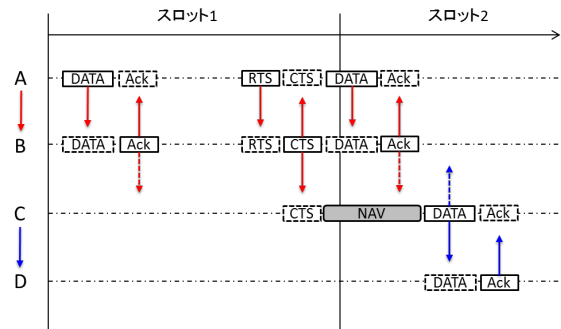 スロット1 スロット2
A DATA Ack RTS CTS DATA Ack
B DATA Ack RTS CTS DATA Ack
C CTS NAV DATA Ack
D DATA Ack